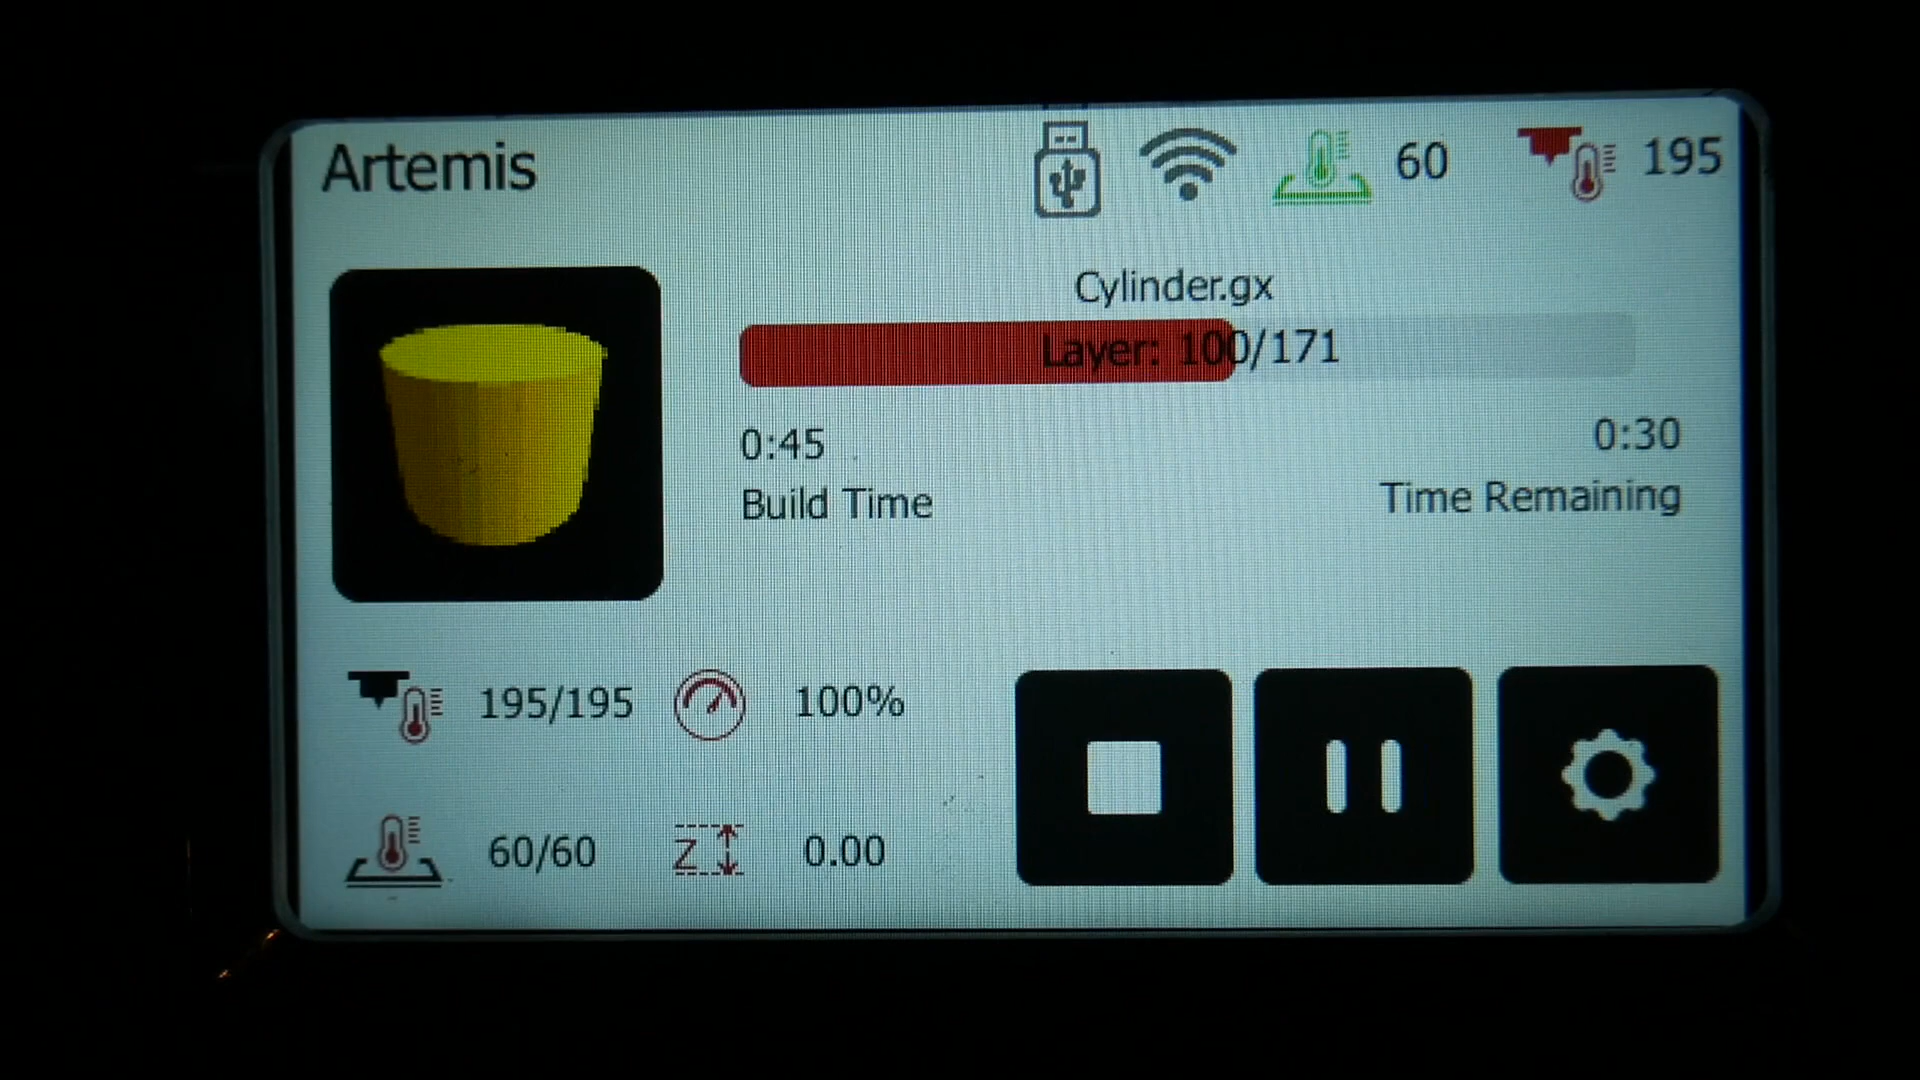 Artemis
60
195
Cylinder.gx
Layer: 100/171
0:45
0:30
Build Time
Time Remaining
195/195
100%
60/60
Z
0.00